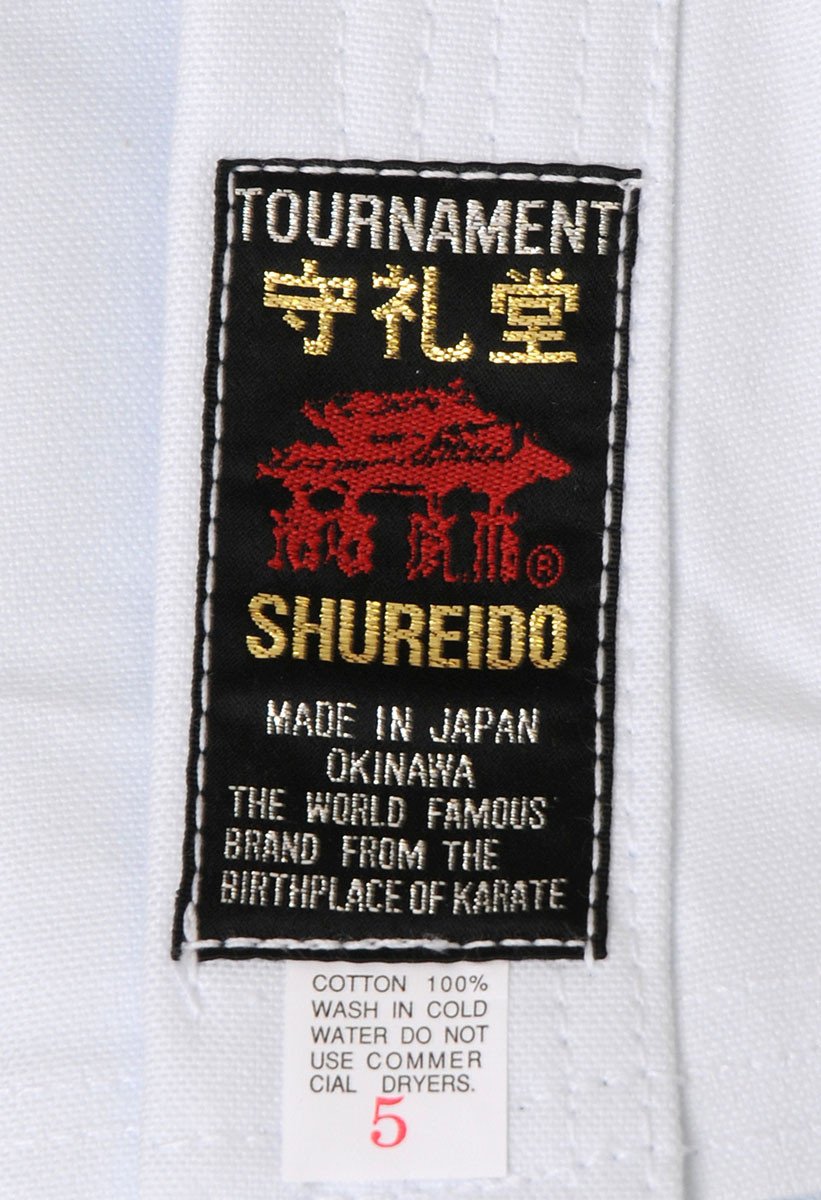 TOURNAMENT
守礼堂
®
SHUREIDO
MADE IN JAPAN
OKINAWA
THE WORLD FAMOUS
BRAND FROM THE
BIRTHPLACE OF KARATE
COTTON 100%
WASH IN COLD
WATER DO NOT
USE COMMER
CIAL DRYERS.
5